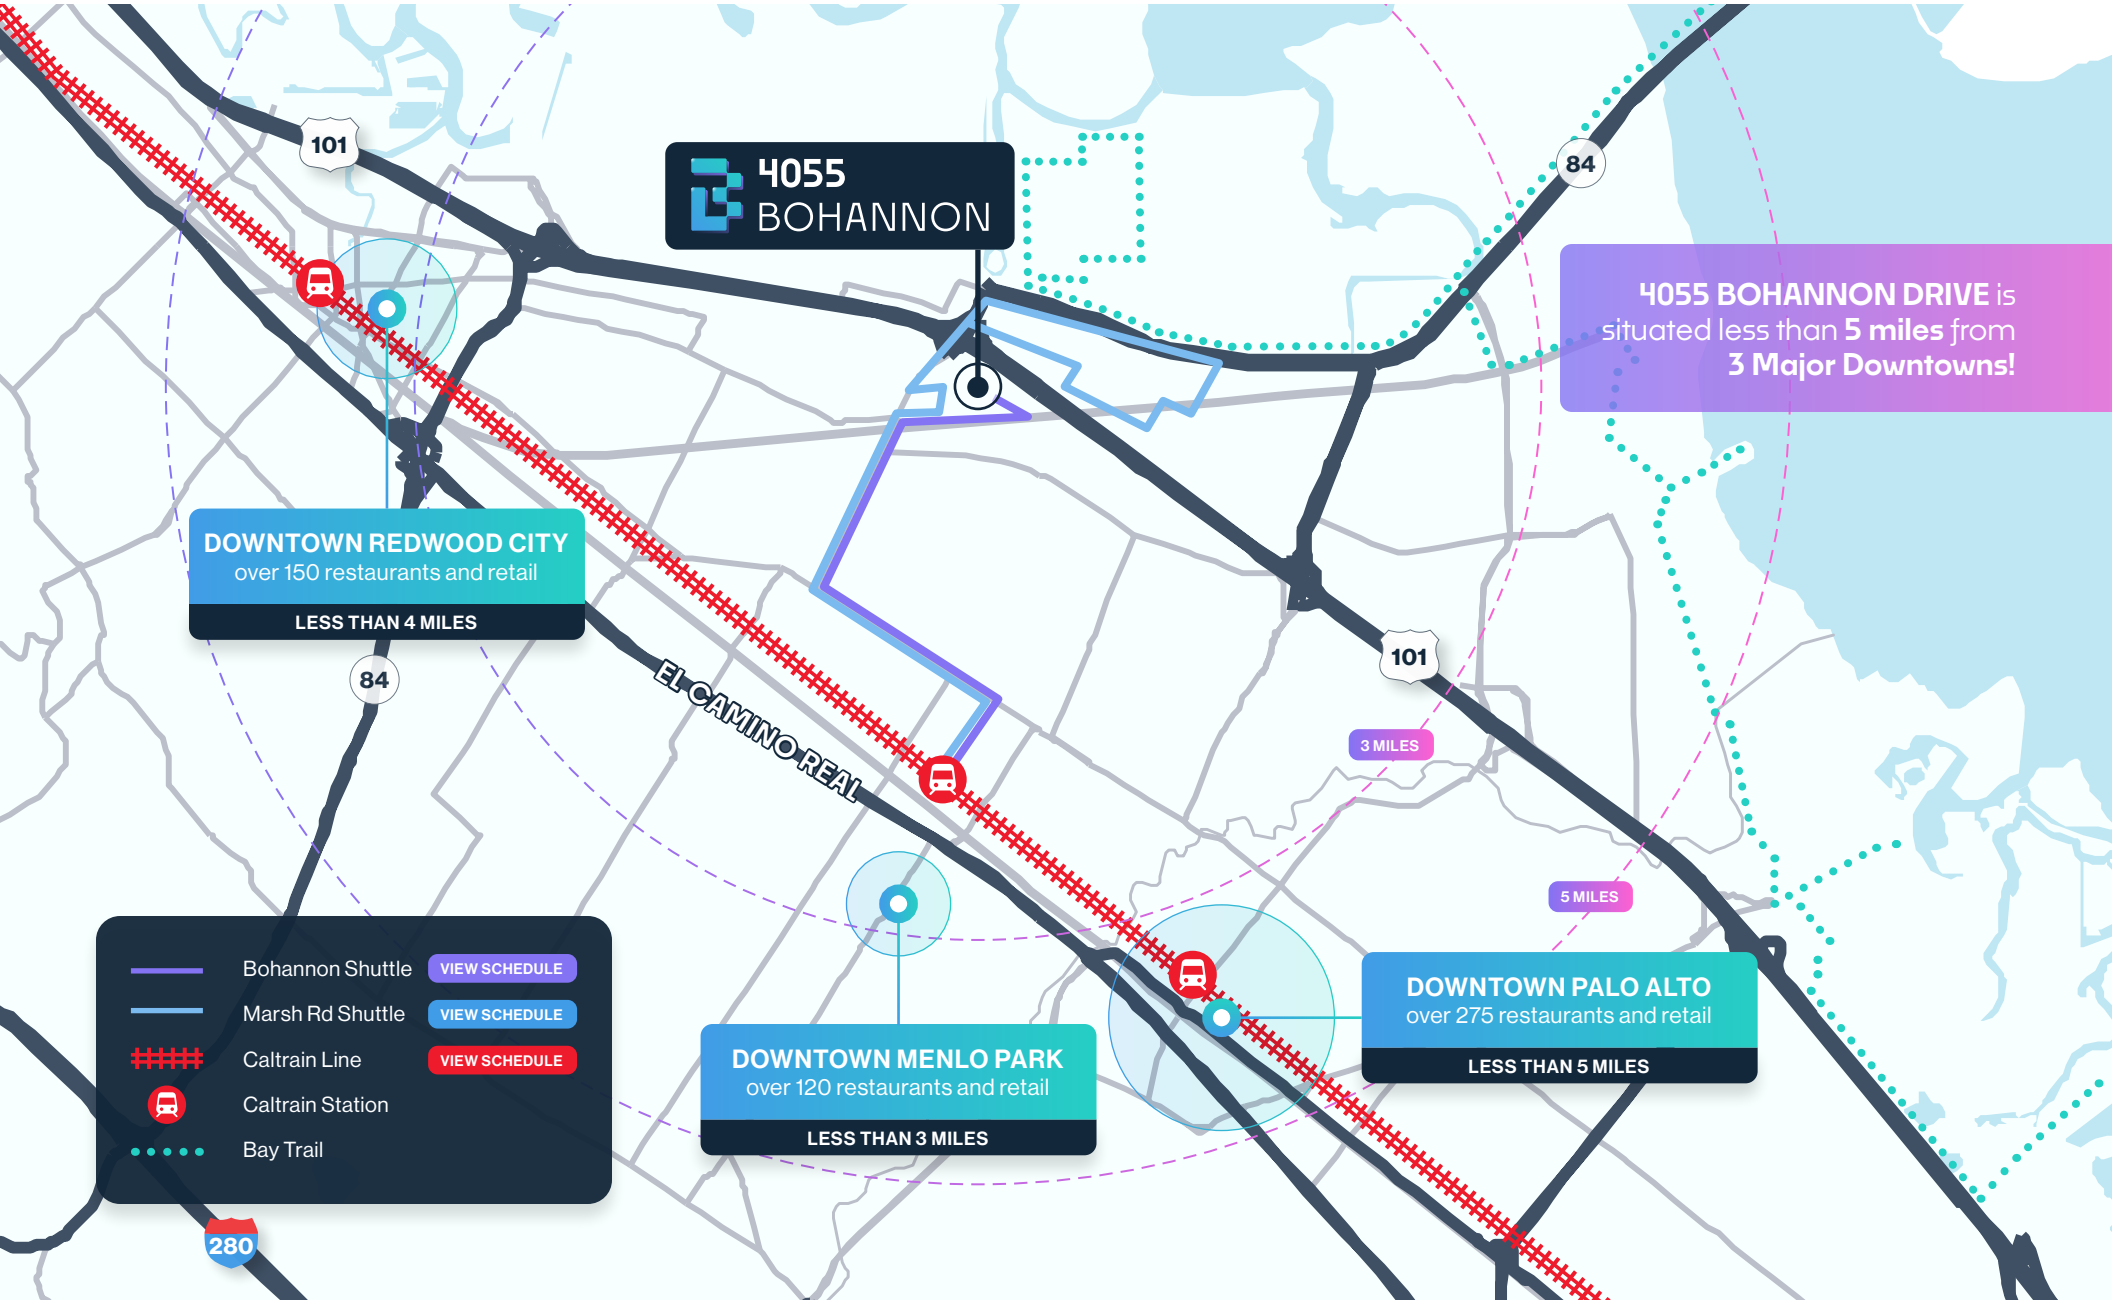 101
4055
BOHANNON
84
4055 BOHANNON DRIVE is
situated less than 5 miles from
3 Major Downtowns!
DOWNTOWN REDWOOD CITY
over 150 restaurants and retail
LESS THAN 4 MILES
84
EL CAMINO REAL
101
3 MILES
5 MILES
DOWNTOWN PALO ALTO
over 275 restaurants and retail
LESS THAN 5 MILES
DOWNTOWN MENLO PARK
over 120 restaurants and retail
LESS THAN 3 MILES
Bohannon Shuttle VIEW SCHEDULE
Marsh Rd Shuttle VIEW SCHEDULE
Caltrain Line VIEW SCHEDULE
Caltrain Station
Bay Trail
280